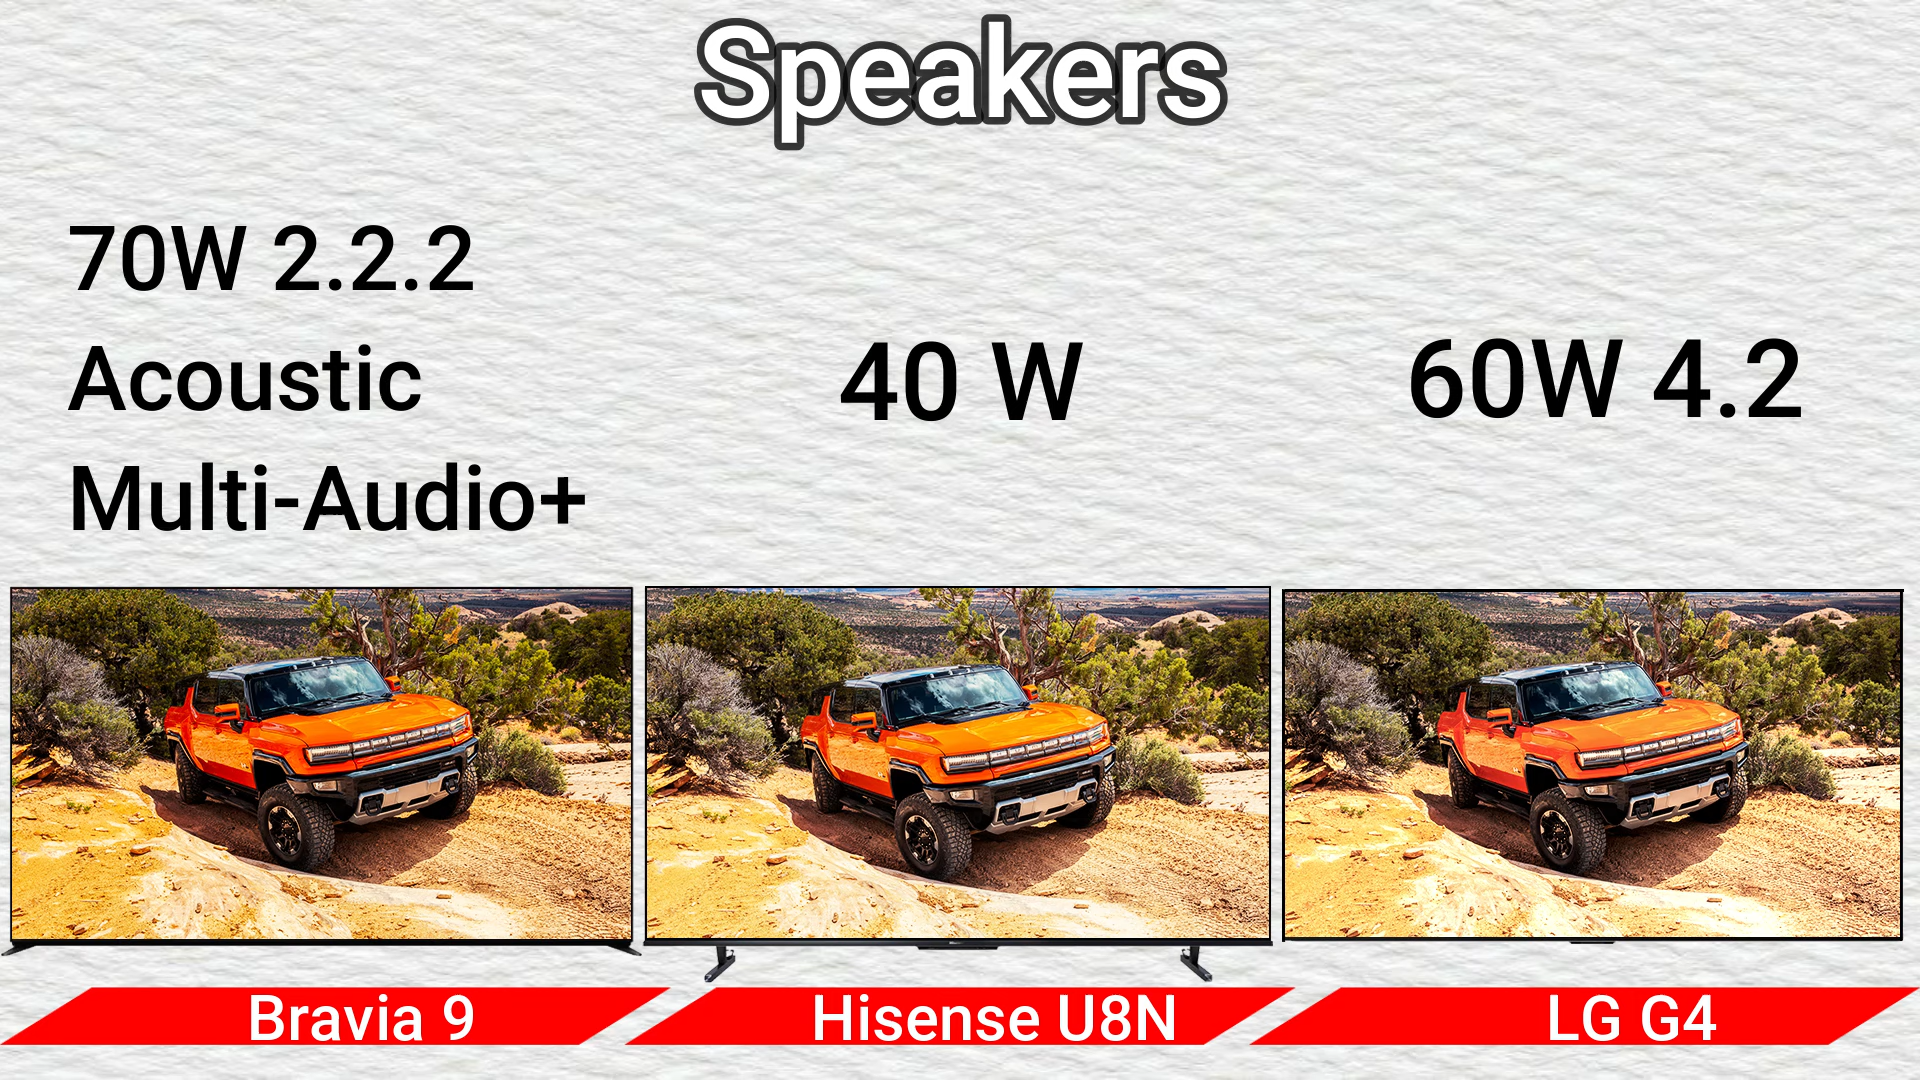 Speakers
70W 2.2.2
Acoustic
Multi-Audio+
40 W
60W 4.2
Bravia 9
Hisense U8N
LG G4